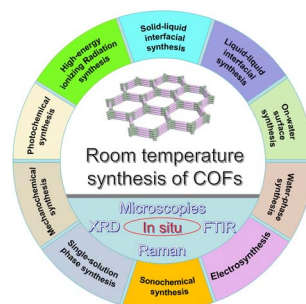 Solid-liquid
interfacial synthesis
Liquid-liquid
interfacial
synthesis
On-water
surface
synthesis
Water-phase
synthesis
Electrosynthesis
Sonochemical
synthesis
Single-solution
phase synthesis
Mechanochemical
synthesis
Photochemical
synthesis
High-energy
ionizing Radiation
synthesis
Room temperature
synthesis of COFs
Microscopies
XRD In situ FTIR
Raman